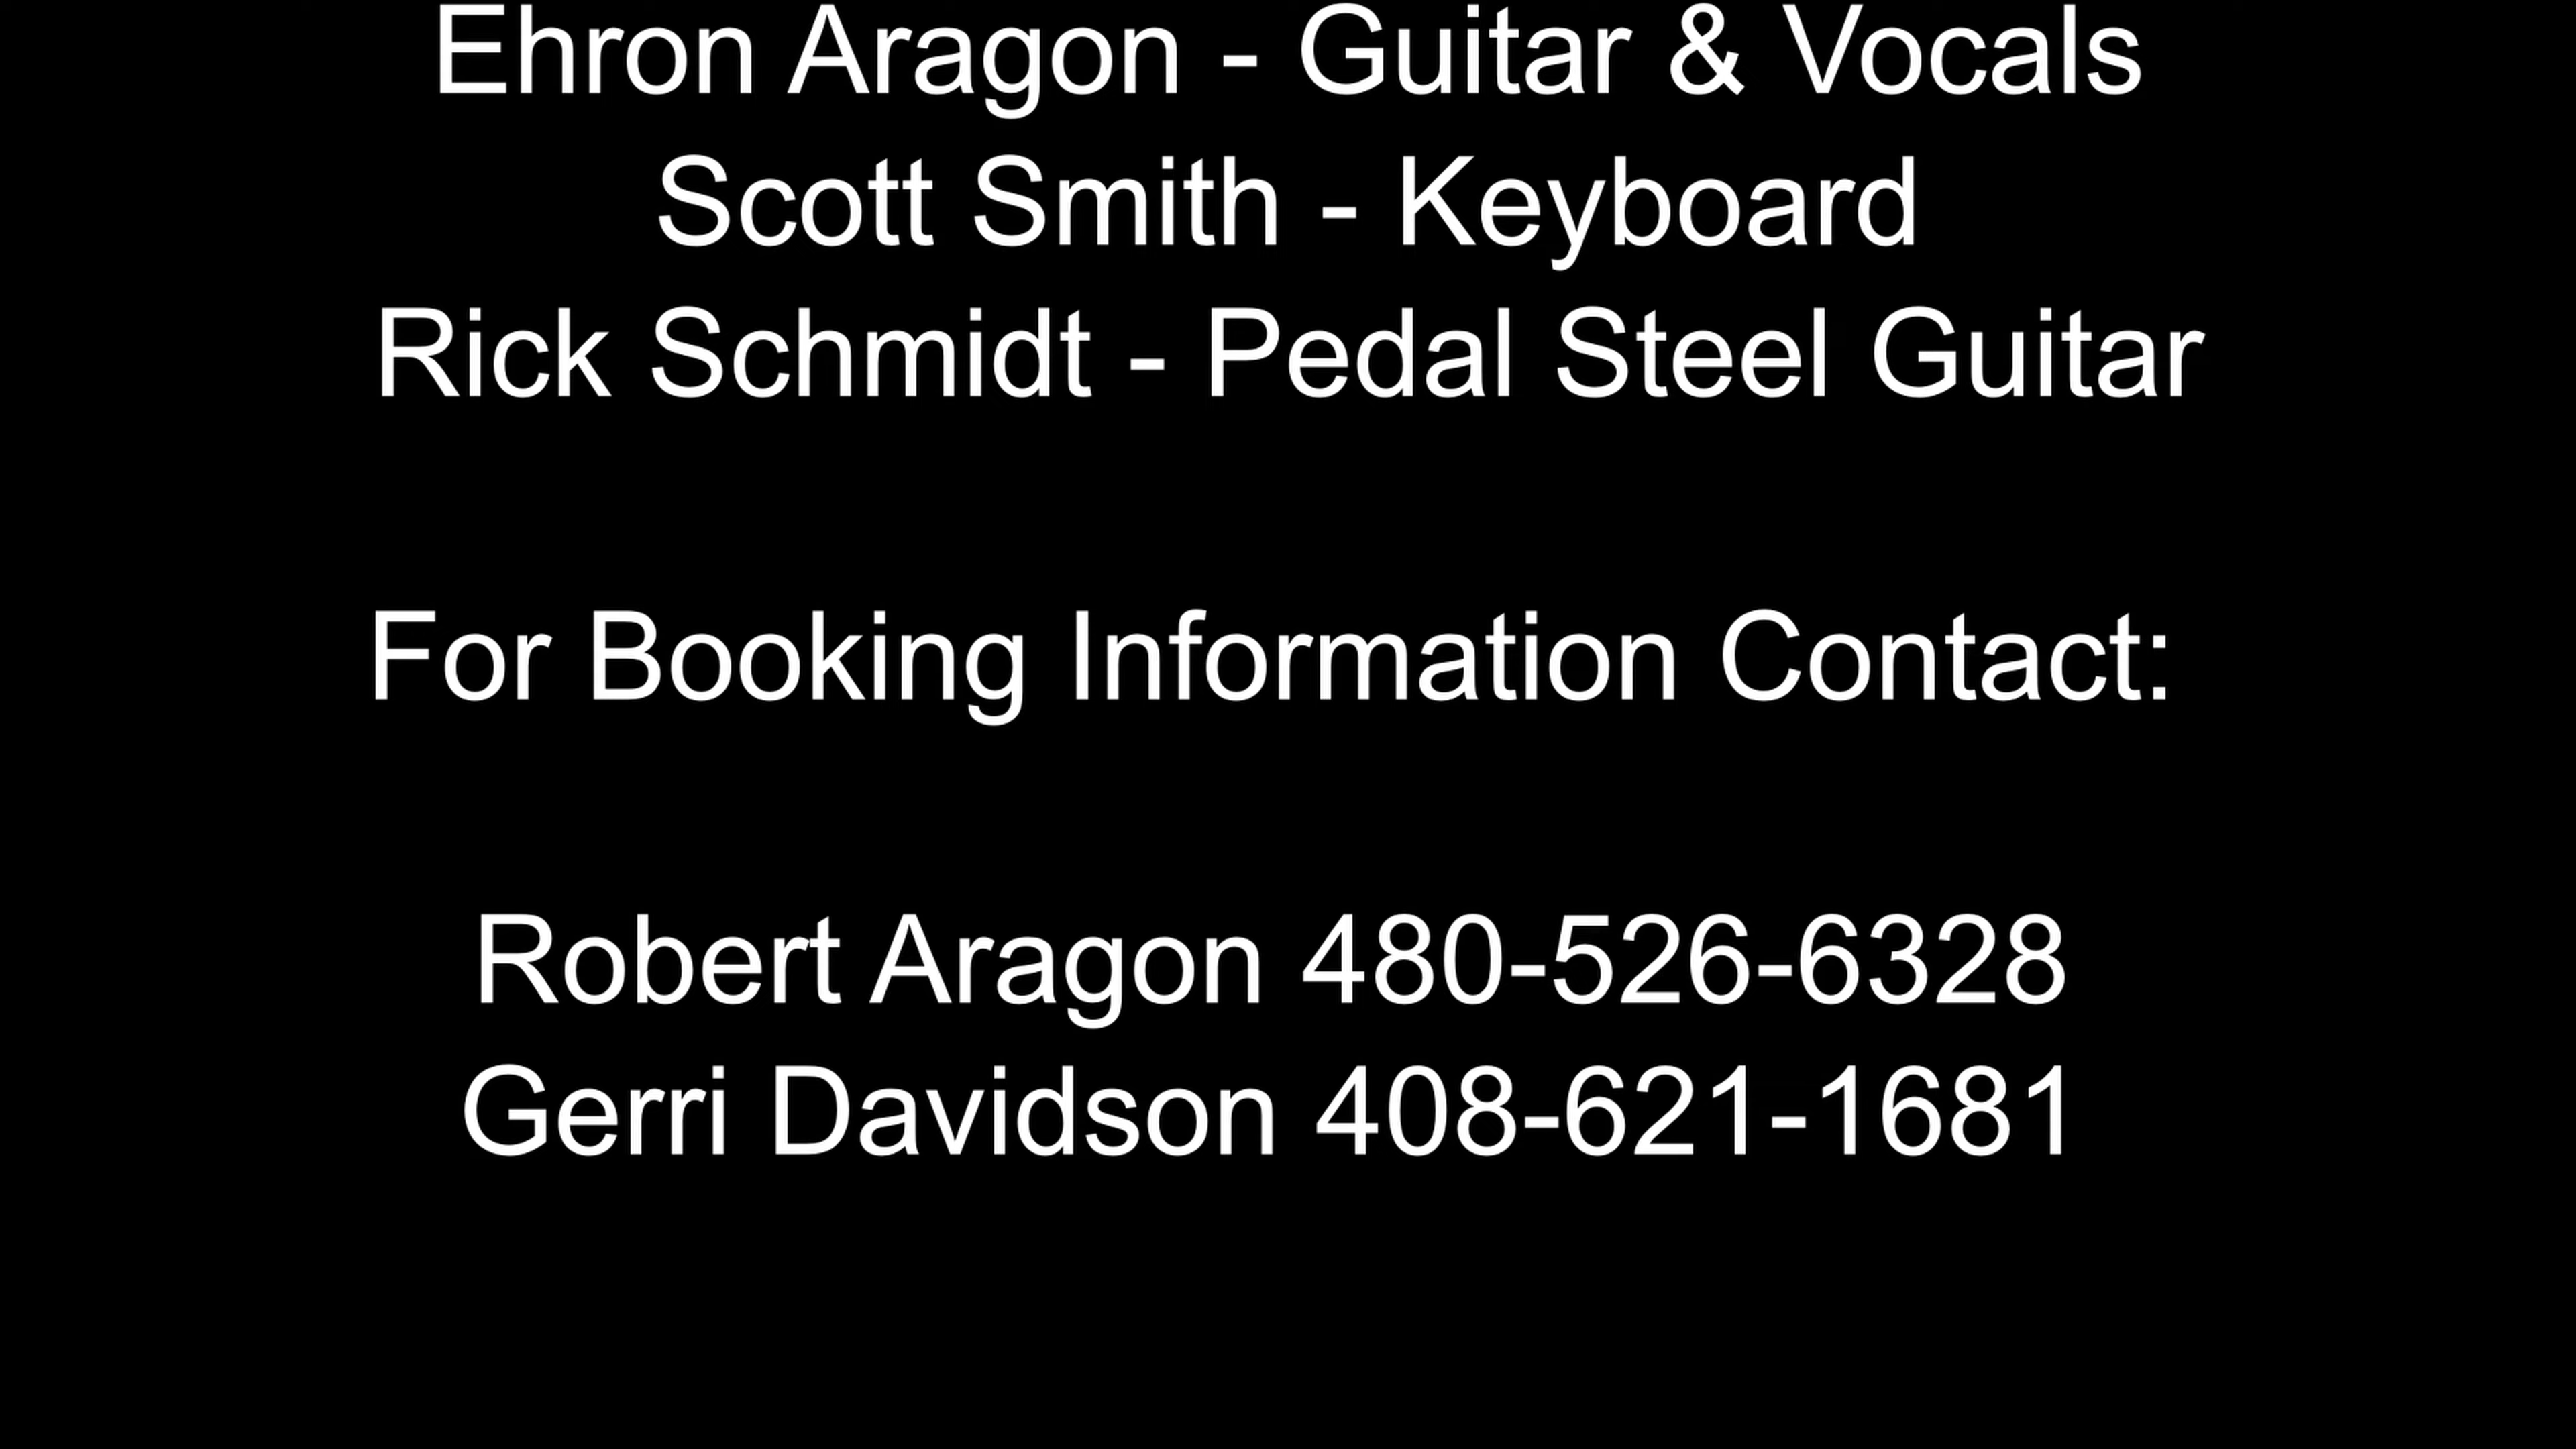 Ehron Aragon - Guitar & Vocals
Scott Smith - Keyboard
Rick Schmidt - Pedal Steel Guitar
For Booking Information Contact:
Robert Aragon 480-526-6328
Gerri Davidson 408-621-1681